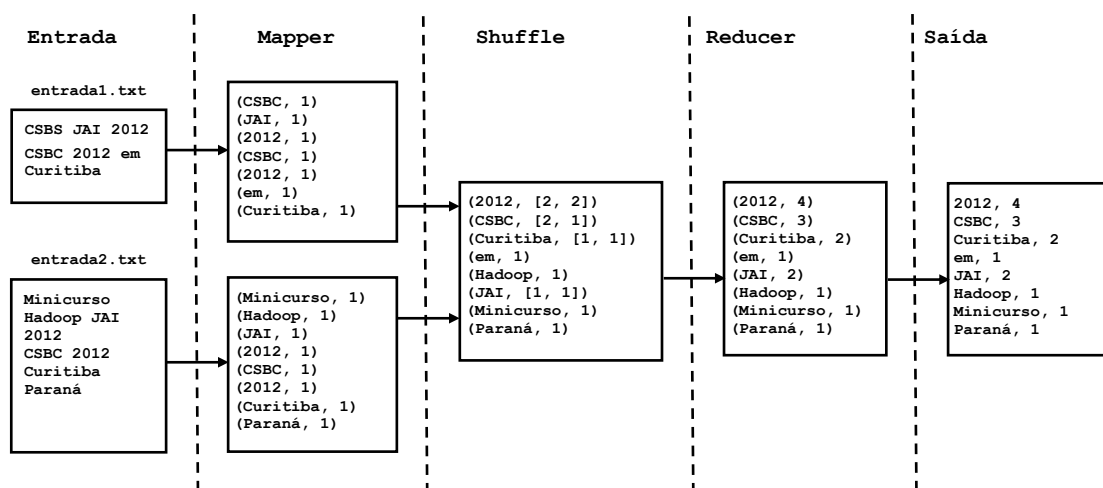 Entrada
Mapper
Shuffle
Reducer
Saída
entrada1.txt
CSBS JAI 2012
CSBC 2012 em
Curitiba
entrada2.txt
Minicurso
Hadoop JAI
2012
CSBC 2012
Curitiba
Paraná
(CSBC, 1)
(JAI, 1)
(2012, 1)
(CSBC, 1)
(2012, 1)
(em, 1)
(Curitiba, 1)
(Minicurso, 1)
(Hadoop, 1)
(JAI, 1)
(2012, 1)
(CSBC, 1)
(2012, 1)
(Curitiba, 1)
(Paraná, 1)
(2012, [2, 2])
(CSBC, [2, 1])
(Curitiba, [1, 1])
(em, 1)
(Hadoop, 1)
(JAI, [1, 1])
(Minicurso, 1)
(Paraná, 1)
(2012, 4)
(CSBC, 3)
(Curitiba, 2)
(em, 1)
(JAI, 2)
(Hadoop, 1)
(Minicurso, 1)
(Paraná, 1)
2012, 4
CSBC, 3
Curitiba, 2
em, 1
JAI, 2
Hadoop, 1
Minicurso, 1
Paraná, 1